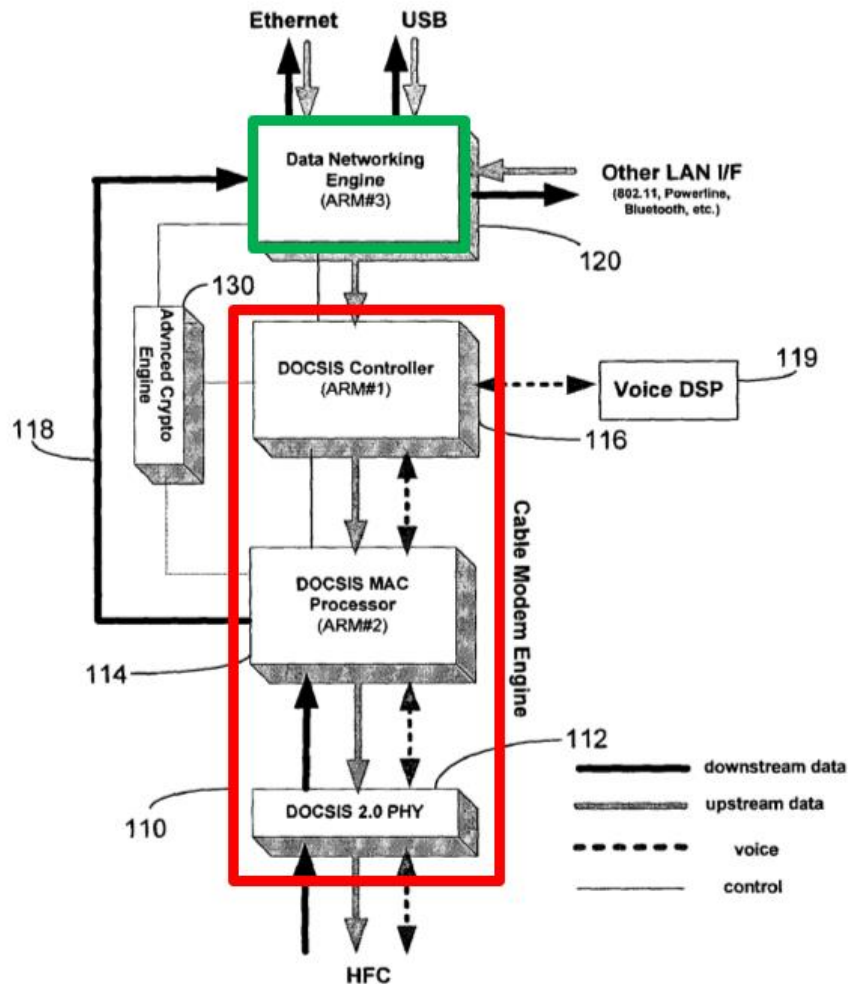 Ethernet
USB
Data Networking
Engine
(ARM#3)
Other LAN I/F
(802.11, Powerline,
Bluetooth, etc.)
120
130
Advnced Crypto
Engine
DOCSIS Controller
(ARM#1)
Voice DSP
119
116
118
Cable Modem Engine
DOCSIS MAC
Processor
(ARM#2)
114
112
110
DOCSIS 2.0 PHY
downstream data
upstream data
voice
control
HFC